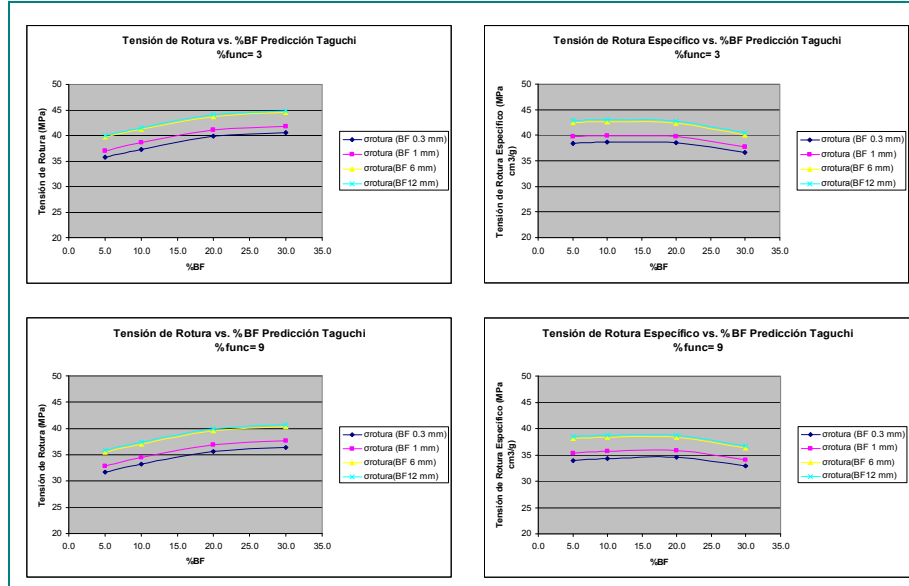 Tensión de Rotura vs. %BF Predicción Taguchi
%func= 3
Tensión de Rotura (MPa)
50
45
40
35
30
25
20
0.0 5.0 10.0 15.0 20.0 25.0 30.0 35.0
%BF
σrotura (BF 0.3 mm)
σrotura (BF 1 mm)
σrotura(BF 6 mm)
σrotura(BF12 mm)
Tensión de Rotura Específico vs. %BF Predicción Taguchi
%func= 3
Tensión de Rotura Específico (MPa
cm3/g)
50
45
40
35
30
25
20
0.0 5.0 10.0 15.0 20.0 25.0 30.0 35.0
%BF
σrotura (BF 0.3 mm)
σrotura (BF 1 mm)
σrotura(BF 6 mm)
σrotura(BF12 mm)
Tensión de Rotura vs. %BF Predicción Taguchi
%func= 9
Tensión de Rotura (MPa)
50
45
40
35
30
25
20
0.0 5.0 10.0 15.0 20.0 25.0 30.0 35.0
%BF
σrotura (BF 0.3 mm)
σrotura (BF 1 mm)
σrotura(BF 6 mm)
σrotura(BF12 mm)
Tensión de Rotura Específico vs. %BF Predicción Taguchi
%func= 9
Tensión de Rotura Específico (MPa
cm3/g)
50
45
40
35
30
25
20
0.0 5.0 10.0 15.0 20.0 25.0 30.0 35.0
%BF
σrotura (BF 0.3 mm)
σrotura (BF 1 mm)
σrotura(BF 6 mm)
σrotura(BF12 mm)